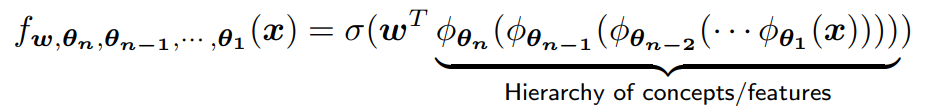 f_{w,θ_n,θ_{n−1},⋯,θ_1}(x) = σ(w^T ϕ_{θ_n}(ϕ_{θ_{n−1}}(ϕ_{θ_{n−2}}(⋯ϕ_{θ_1}(x)))))
Hierarchy of concepts/features